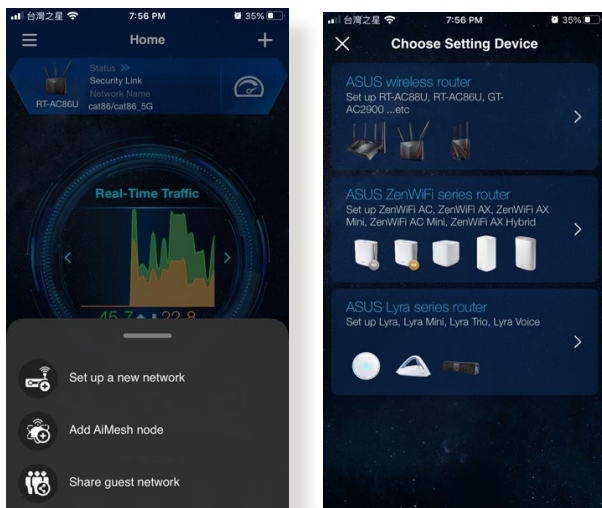 台灣之星
7:56 PM
35%
Home
Status
Security Link
Network Name
RT-AC86U
cat86/cat86_5G
Real-Time Traffic
45.7
22.8
Set up a new network
Add AiMesh node
Share guest network
台灣之星
7:56 PM
35%
Choose Setting Device
ASUS wireless router
Set up RT-AC88U, RT-AC86U, GT-
AC2900 ...etc
ASUS ZenWiFi series router
Set up ZenWiFi AC, ZenWiFi AX, ZenWiFi AX
Mini, ZenWiFi AC Mini, ZenWiFi AX Hybrid
ASUS Lyra series router
Set up Lyra, Lyra Mini, Lyra Trio, Lyra Voice